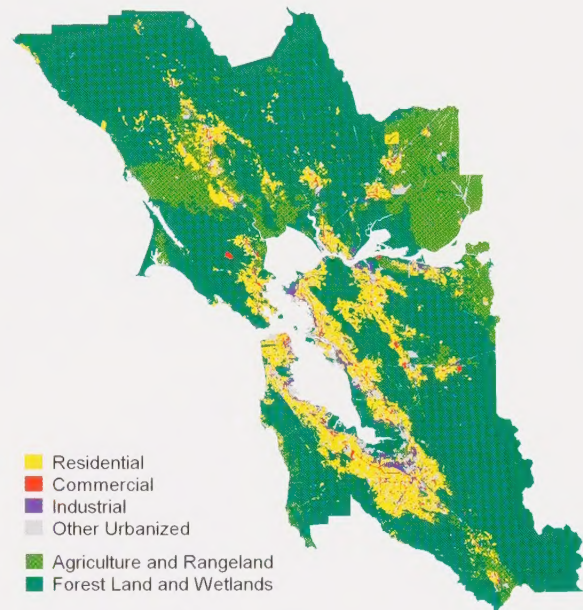 Residential
Commercial
Industrial
Other Urbanized
Agriculture and Rangeland
Forest Land and Wetlands